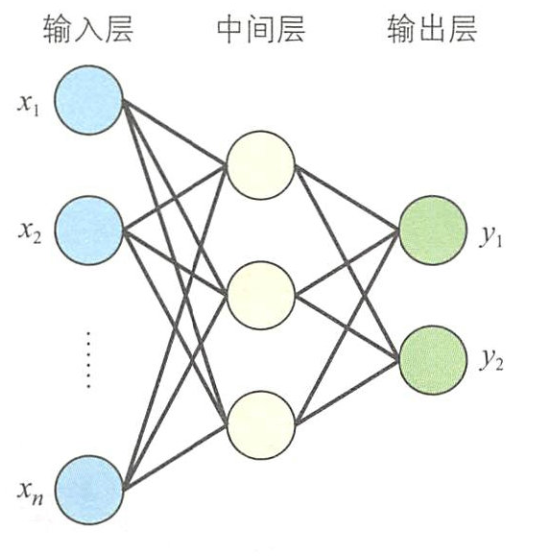 输入层 中间层 输出层
x₁
x₂
y₁
y₂
……
xₙ